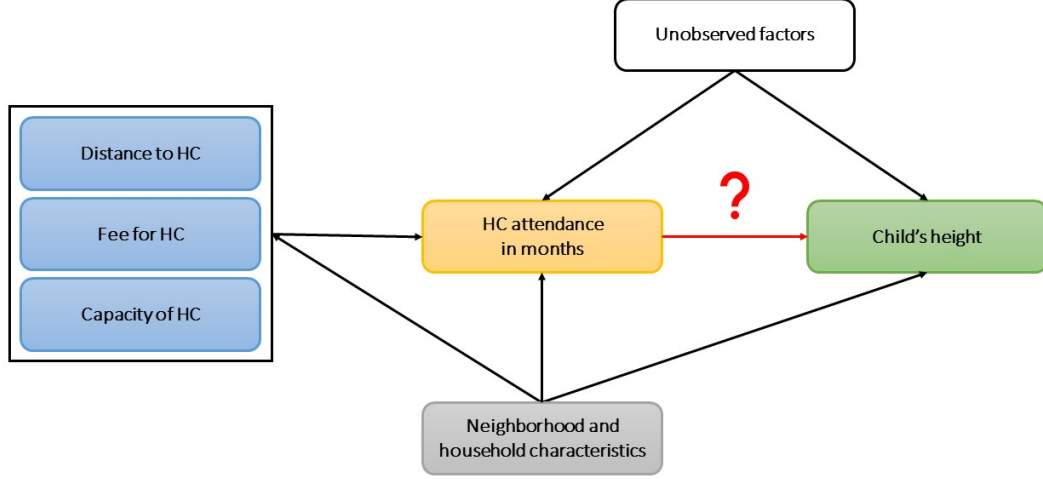 Unobserved factors
Distance to HC
Fee for HC
Capacity of HC
HC attendance
in months
?
Child's height
Neighborhood and
household characteristics